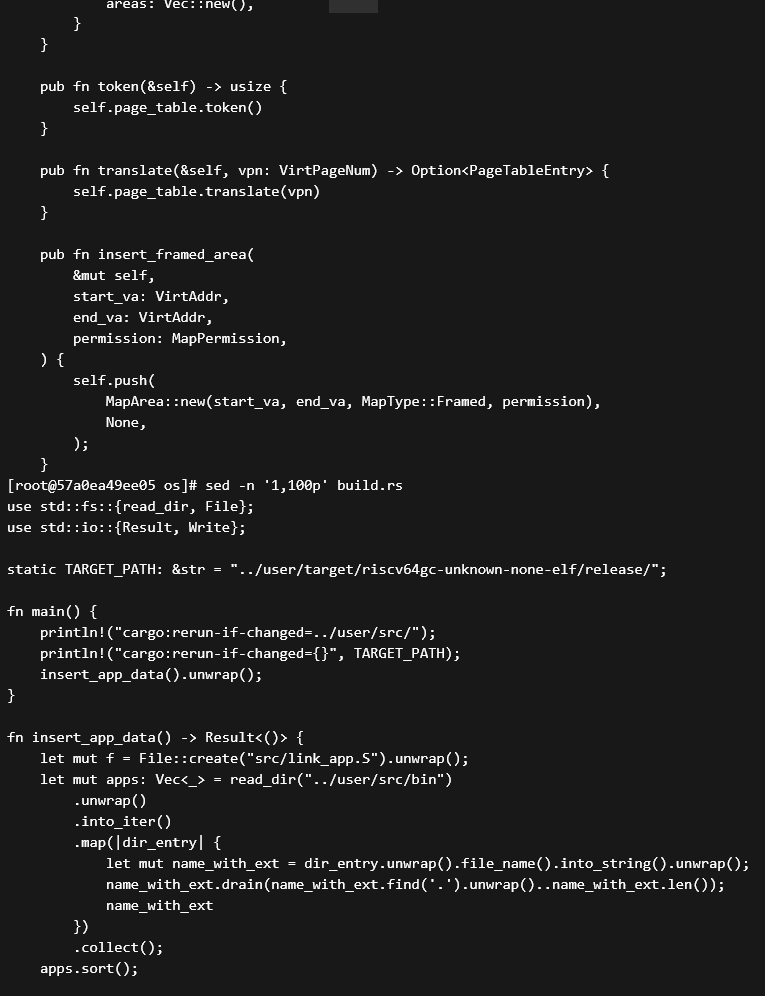 areas: Vec::new(),
        }
    }

    pub fn token(&self) -> usize {
        self.page_table.token()
    }

    pub fn translate(&self, vpn: VirtPageNum) -> Option<PageTableEntry> {
        self.page_table.translate(vpn)
    }

    pub fn insert_framed_area(
        &mut self,
        start_va: VirtAddr,
        end_va: VirtAddr,
        permission: MapPermission,
    ) {
        self.push(
            MapArea::new(start_va, end_va, MapType::Framed, permission),
            None,
        );
    }
[root@57a0ea49ee05 os]# sed -n '1,100p' build.rs
use std::fs::{read_dir, File};
use std::io::{Result, Write};

static TARGET_PATH: &str = "../user/target/riscv64gc-unknown-none-elf/release/";

fn main() {
    println!("cargo:rerun-if-changed=../user/src/");
    println!("cargo:rerun-if-changed={}", TARGET_PATH);
    insert_app_data().unwrap();
}

fn insert_app_data() -> Result<()> {
    let mut f = File::create("src/link_app.S").unwrap();
    let mut apps: Vec<_> = read_dir("../user/src/bin")
        .unwrap()
        .into_iter()
        .map(|dir_entry| {
            let mut name_with_ext = dir_entry.unwrap().file_name().into_string().unwrap();
            name_with_ext.drain(name_with_ext.find('.').unwrap()..name_with_ext.len());
            name_with_ext
        })
        .collect();
    apps.sort();